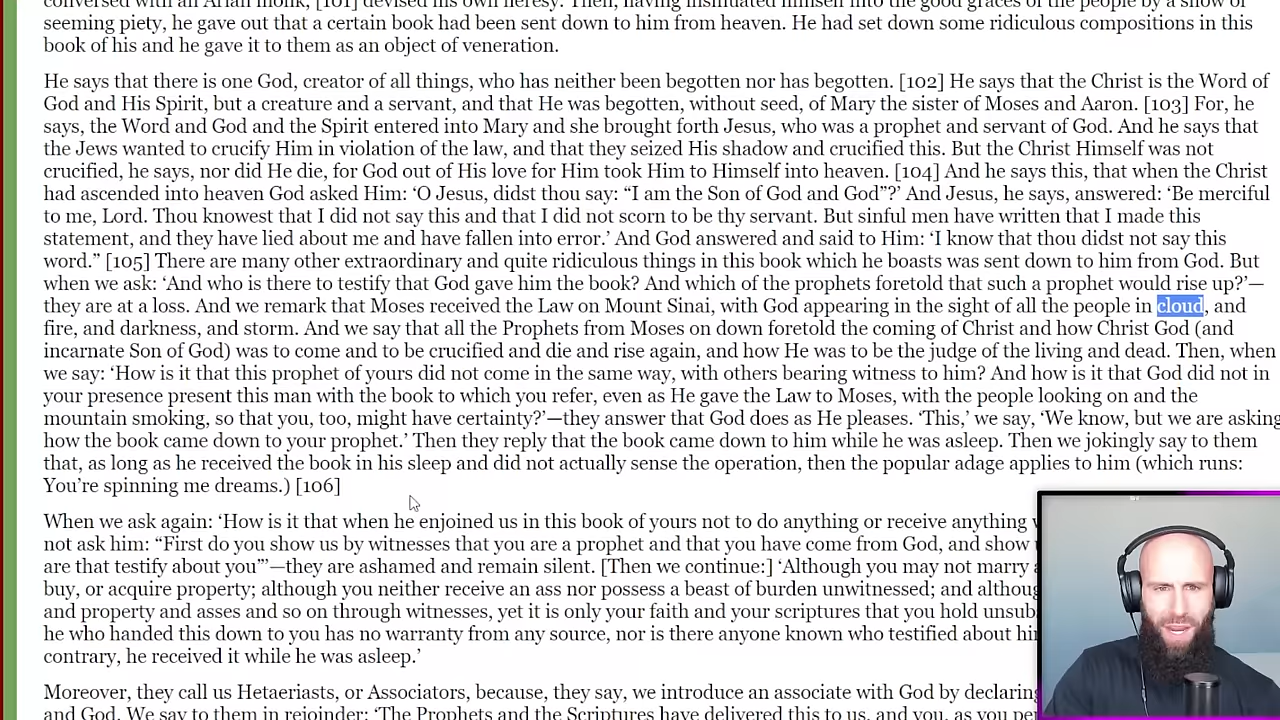 conversed with an Arian monk, [101] devised his own heresy. Then, having insinuated himself into the good graces of the people by a show of
seeming piety, he gave out that a certain book had been sent down to him from heaven. He had set down some ridiculous compositions in this
book of his and he gave it to them as an object of veneration.
He says that there is one God, creator of all things, who has neither been begotten nor has begotten. [102] He says that the Christ is the Word of
God and His Spirit, but a creature and a servant, and that He was begotten, without seed, of Mary the sister of Moses and Aaron. [103] For, he
says, the Word and God and the Spirit entered into Mary and she brought forth Jesus, who was a prophet and servant of God. And he says that
the Jews wanted to crucify Him in violation of the law, and that they seized His shadow and crucified this. But the Christ Himself was not
crucified, he says, nor did He die, for God out of His love for Him took Him to Himself into heaven. [104] And he says this, that when the Christ
had ascended into heaven God asked Him: ‘O Jesus, didst thou say: “I am the Son of God and God”?’ And Jesus, he says, answered: ‘Be merciful
to me, Lord. Thou knowest that I did not say this and that I did not scorn to be thy servant. But sinful men have written that I made this
statement, and they have lied about me and have fallen into error.’ And God answered and said to Him: ‘I know that thou didst not say this
word.” [105] There are many other extraordinary and quite ridiculous things in this book which he boasts was sent down to him from God. But
when we ask: ‘And who is there to testify that God gave him the book? And which of the prophets foretold that such a prophet would rise up?’—
they are at a loss. And we remark that Moses received the Law on Mount Sinai, with God appearing in the sight of all the people in cloud, and
fire, and darkness, and storm. And we say that all the Prophets from Moses on down foretold the coming of Christ and how Christ God (and
incarnate Son of God) was to come and to be crucified and die and rise again, and how He was to be the judge of the living and dead. Then, when
we say: ‘How is it that this prophet of yours did not come in the same way, with others bearing witness to him? And how is it that God did not in
your presence present this man with the book to which you refer, even as He gave the Law to Moses, with the people looking on and the
mountain smoking, so that you, too, might have certainty?’—they answer that God does as He pleases. ‘This,’ we say, ‘We know, but we are asking
how the book came down to your prophet.’ Then they reply that the book came down to him while he was asleep. Then we jokingly say to them
that, as long as he received the book in his sleep and did not actually sense the operation, then the popular adage applies to him (which runs:
You’re spinning me dreams.) [106]
When we ask again: ‘How is it that when he enjoined us in this book of yours not to do anything or receive anything
not ask him: “First do you show us by witnesses that you are a prophet and that you have come from God, and show
are that testify about you”’—they are ashamed and remain silent. [Then we continue:] ‘Although you may not marry
buy, or acquire property; although you neither receive an ass nor possess a beast of burden unwitnessed; and
and property and asses and so on through witnesses, yet it is only your faith and your scriptures that you hold
he who handed this down to you has no warranty from any source, nor is there anyone known who testified about
contrary, he received it while he was asleep.’
Moreover, they call us Hetaeriasts, or Associators, because, they say, we introduce an associate with God by declaring
and God. We say to them in rejoinder: ‘The Prophets and the Scriptures have delivered this to us, and you, as you